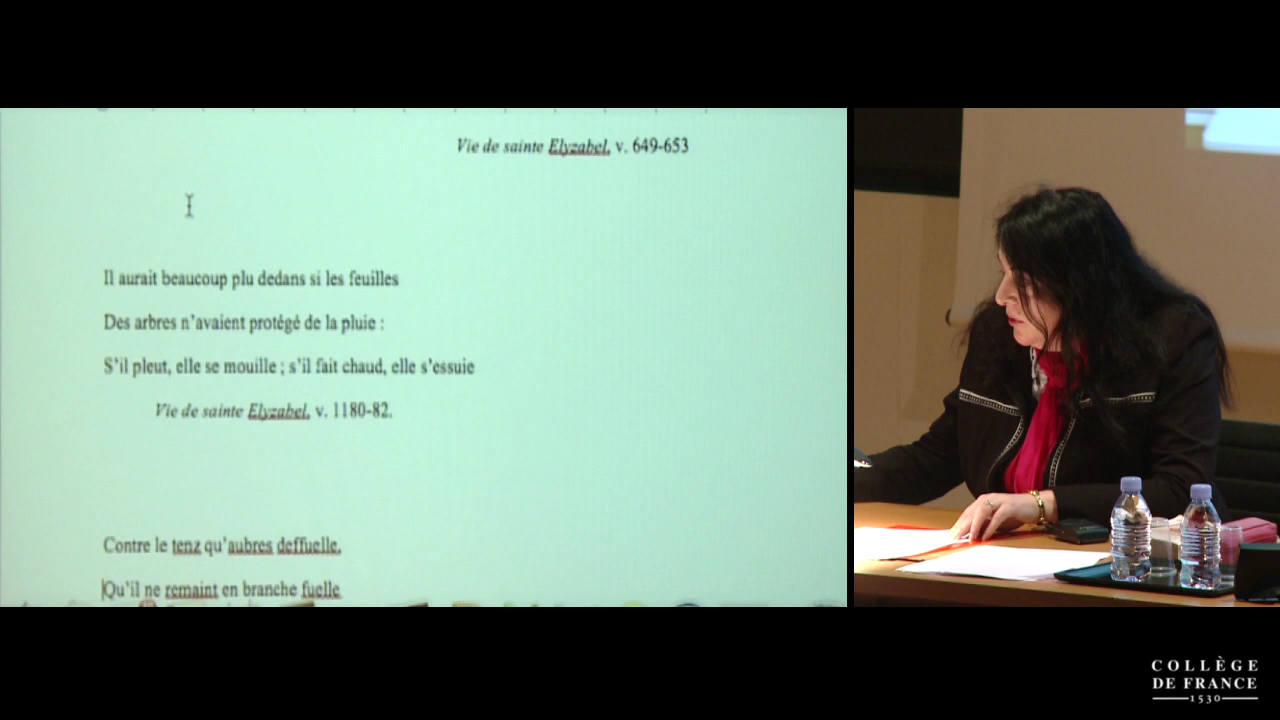 Vie de sainte Elyzabel, v. 649-653
Il aurait beaucoup plu dedans si les feuilles
Des arbres n'avaient protégé de la pluie :
S'il pleut, elle se mouille ; s'il fait chaud, elle s'essuie
Vie de sainte Elyzabel, v. 1180-82.
Contre le tenz qu'aubres deffuelle,
Qu'il ne remaint en branche fuelle
COLLÈGE
DE FRANCE
1530